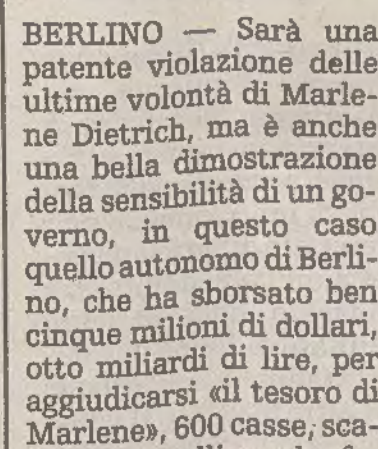 BERLINO — Sarà una
patente violazione delle
ultime volontà di Marle-
ne Dietrich, ma è anche
una bella dimostrazione
della sensibilità di un go-
verno, in questo caso
quello autonomo di Berli-
no, che ha sborsato ben
cinque milioni di dollari,
otto miliardi di lire, per
aggiudicarsi «il tesoro di
Marlene», 600 casse, sca-